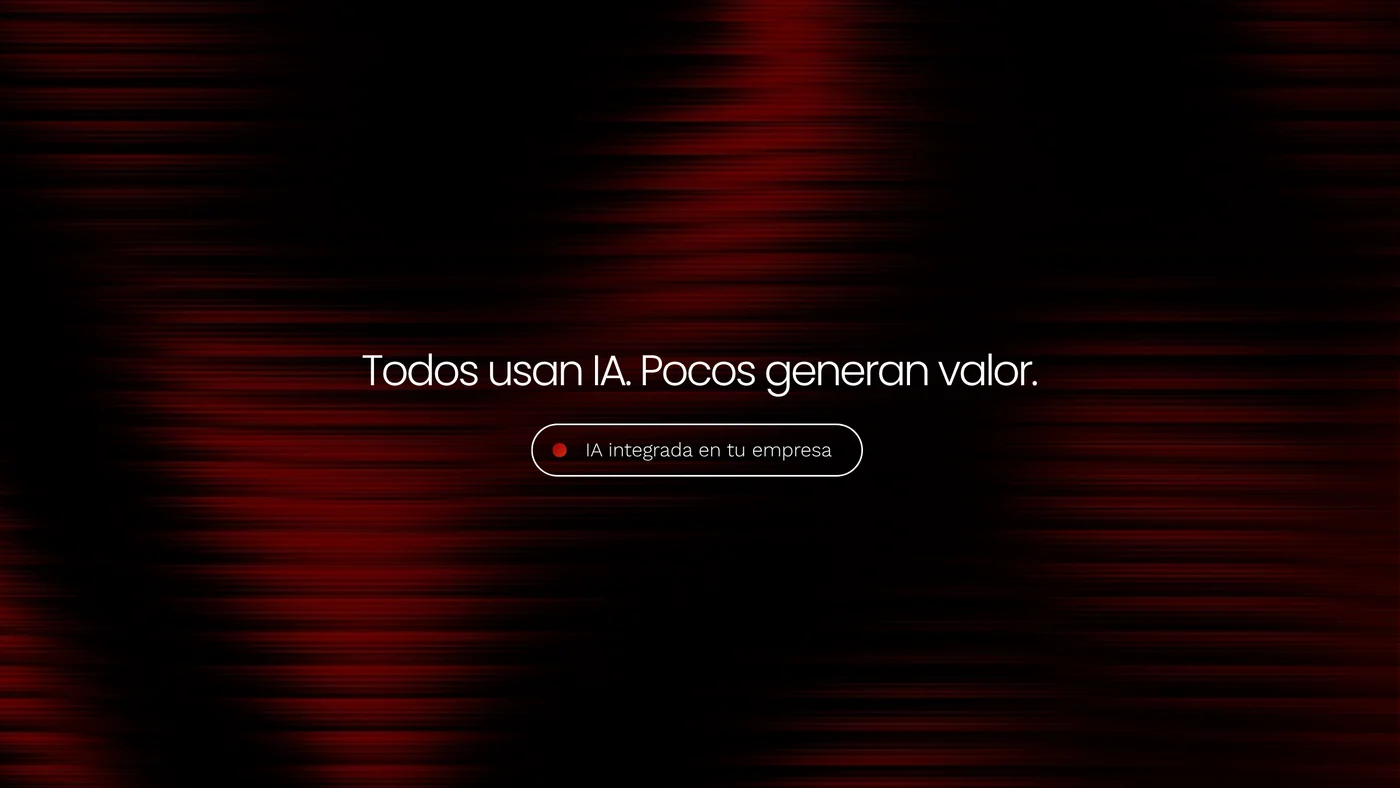 Todos usan IA. Pocos generan valor.
IA integrada en tu empresa